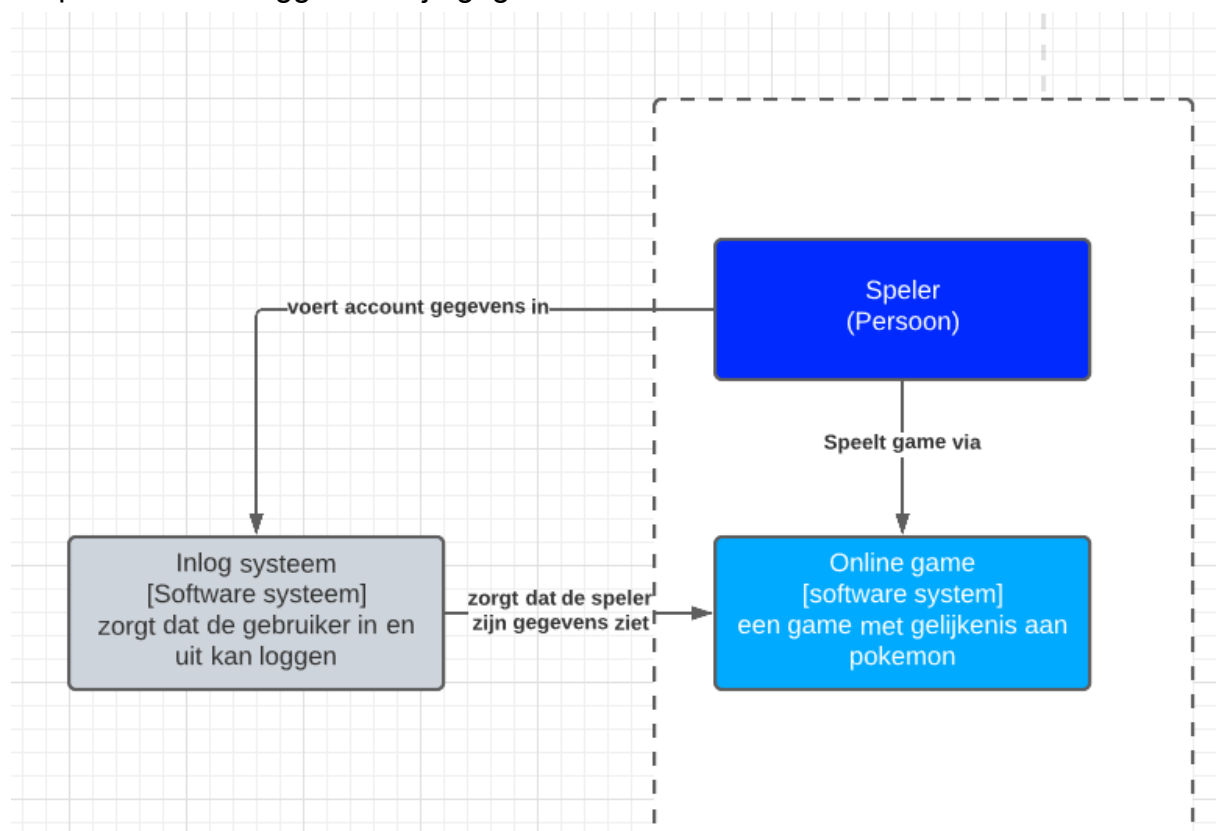 voert account gegevens in
Speler
(Persoon)
Speelt game via
Inlog systeem
[Software systeem]
zorgt dat de gebruiker in en
uit kan loggen
zorgt dat de speler
zijn gegevens ziet
Online game
[software system]
een game met gelijkenis aan
pokemon